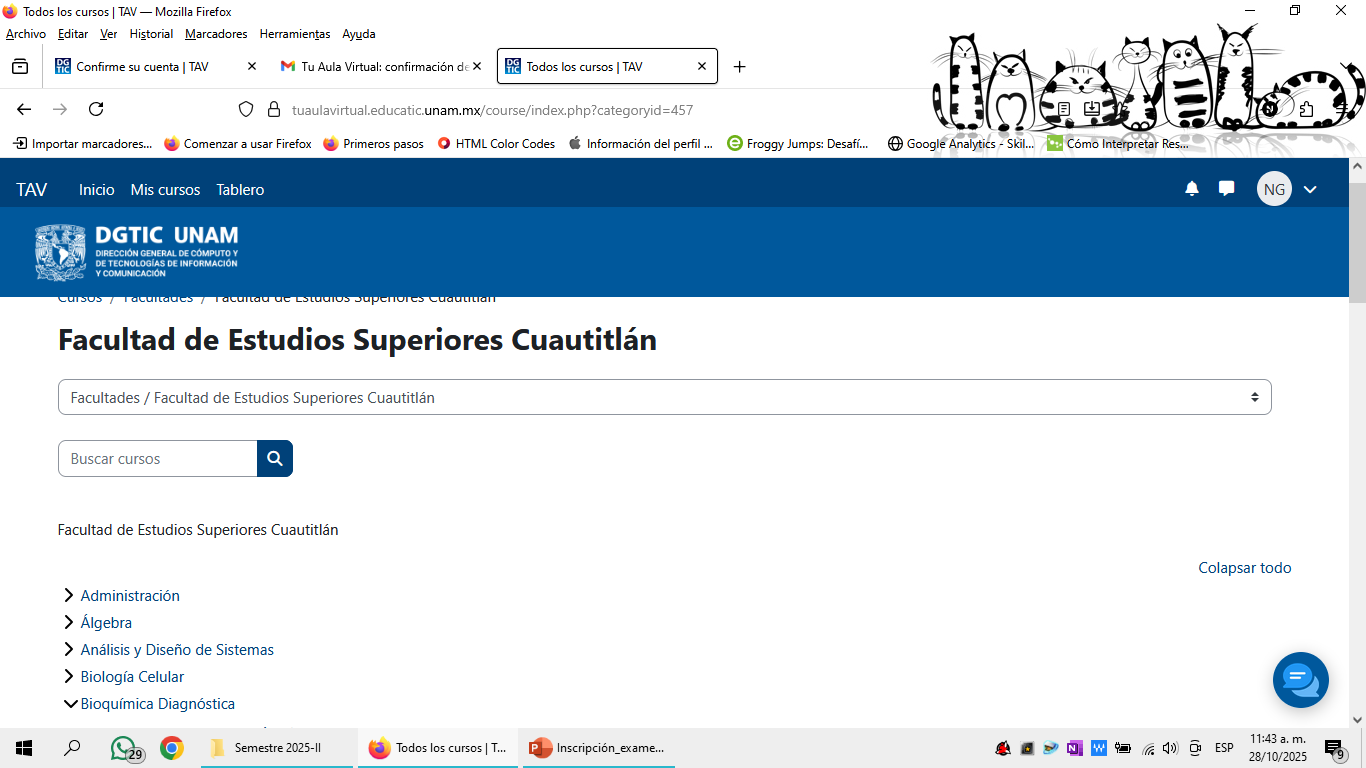 Todos los cursos | TAV — Mozilla Firefox
Archivo Editar Ver Historial Marcadores Herramientas Ayuda
DG TIC Confirme su cuenta | TAV
Tu Aula Virtual: confirmación de
DG TIC Todos los cursos | TAV
tuaulavirtual.educatic.unam.mx/course/index.php?categoryid=457
Importar marcadores... Comenzar a usar Firefox Primeros pasos HTML Color Codes Información del perfil ... Froggy Jumps: Desafí... Google Analytics - Skil... Cómo Interpretar Res...
TAV Inicio Mis cursos Tablero NG
DGTIC UNAM
DIRECCIÓN GENERAL DE CÓMPUTO Y
DE TECNOLOGÍAS DE INFORMACIÓN
Y COMUNICACIÓN
Cursos / Facultades / Facultad de Estudios Superiores Cuautitlán
Facultad de Estudios Superiores Cuautitlán
Facultades / Facultad de Estudios Superiores Cuautitlán
Buscar cursos
Facultad de Estudios Superiores Cuautitlán
Colapsar todo
Administración
Álgebra
Análisis y Diseño de Sistemas
Biología Celular
Bioquímica Diagnóstica
29 Semestre 2025-II Todos los cursos | T... Inscripción_exame... ESP 11:43 a. m.
28/10/2025 9